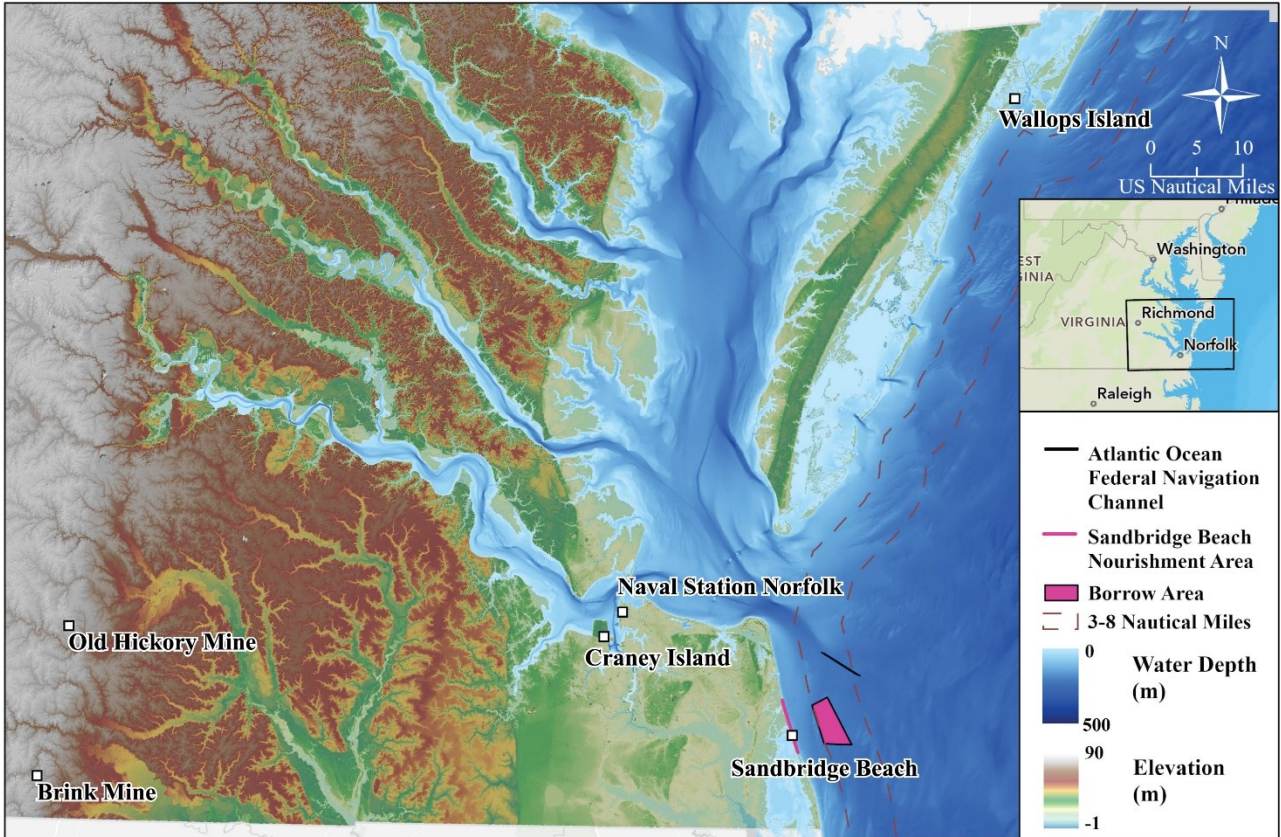 N
Wallops Island
0 5 10
US Nautical Miles
Washington
VIRGINIA
Richmond
Norfolk
Raleigh
Atlantic Ocean
Federal Navigation
Channel
Sandbridge Beach
Nourishment Area
Borrow Area
3-8 Nautical Miles
0
Water Depth
(m)
500
90
Elevation
(m)
-1
Naval Station Norfolk
Craney Island
Old Hickory Mine
Sandbridge Beach
Brink Mine